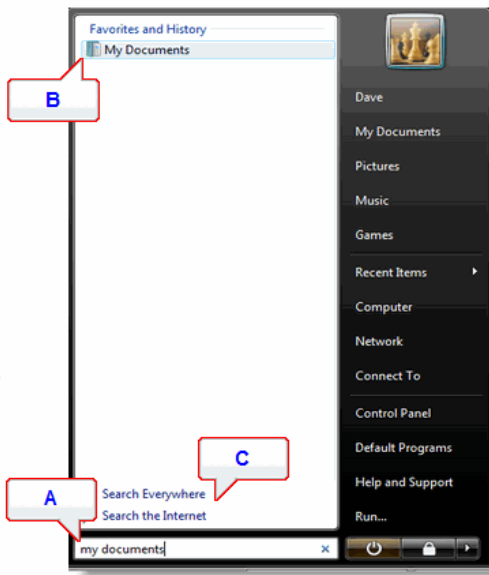 Favorites and History
My Documents
B
Dave
My Documents
Pictures
Music
Games
Recent Items
Computer
Network
Connect To
Control Panel
Default Programs
Help and Support
Run...
C
A
Search Everywhere
Search the Internet
my documents